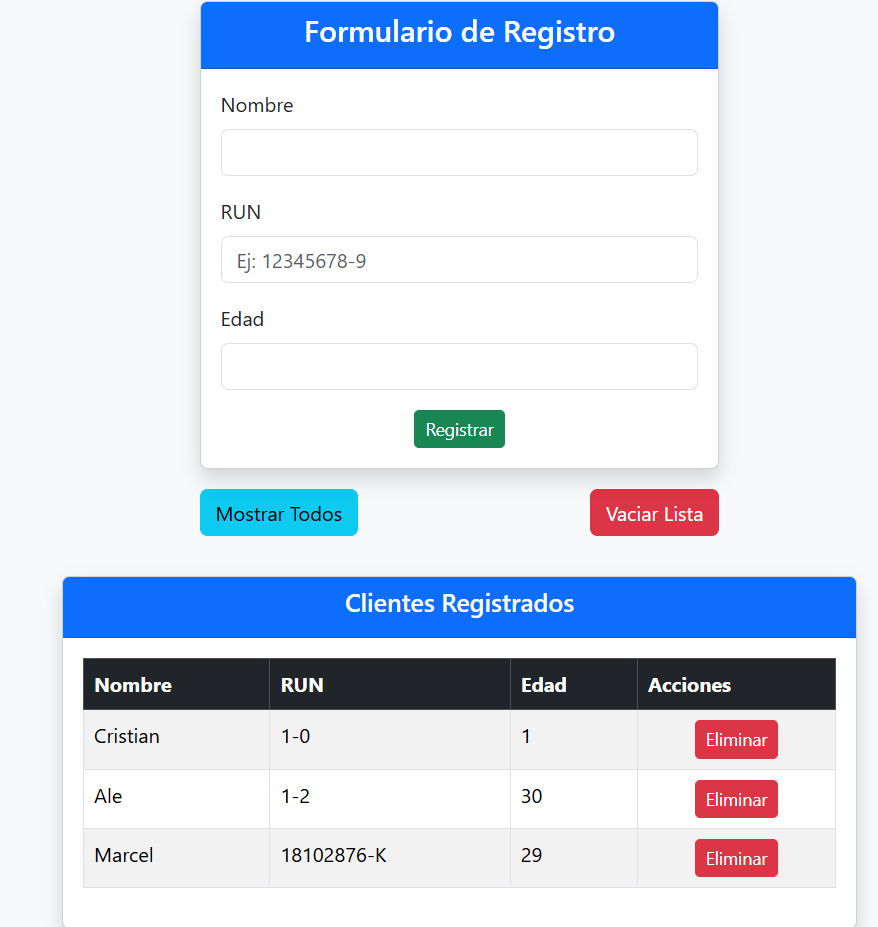 Formulario de Registro
Nombre
RUN
Ej: 12345678-9
Edad
Registrar
Mostrar Todos Vaciar Lista
Clientes Registrados
Nombre RUN Edad Acciones
Cristian 1-0 1 Eliminar
Ale 1-2 30 Eliminar
Marcel 18102876-K 29 Eliminar